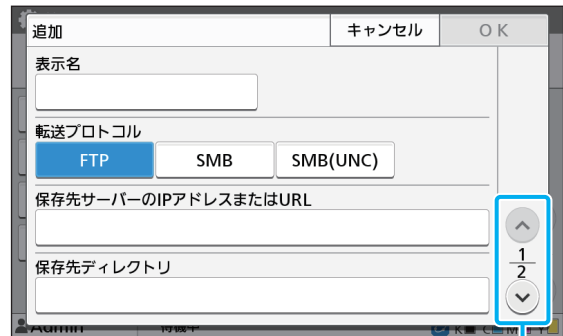 追加 キャンセル OK
表示名
転送プロトコル
FTP SMB SMB(UNC)
保存先サーバーのIPアドレスまたはURL
1
2
保存先ディレクトリ
Admin 待機中 K C M Y